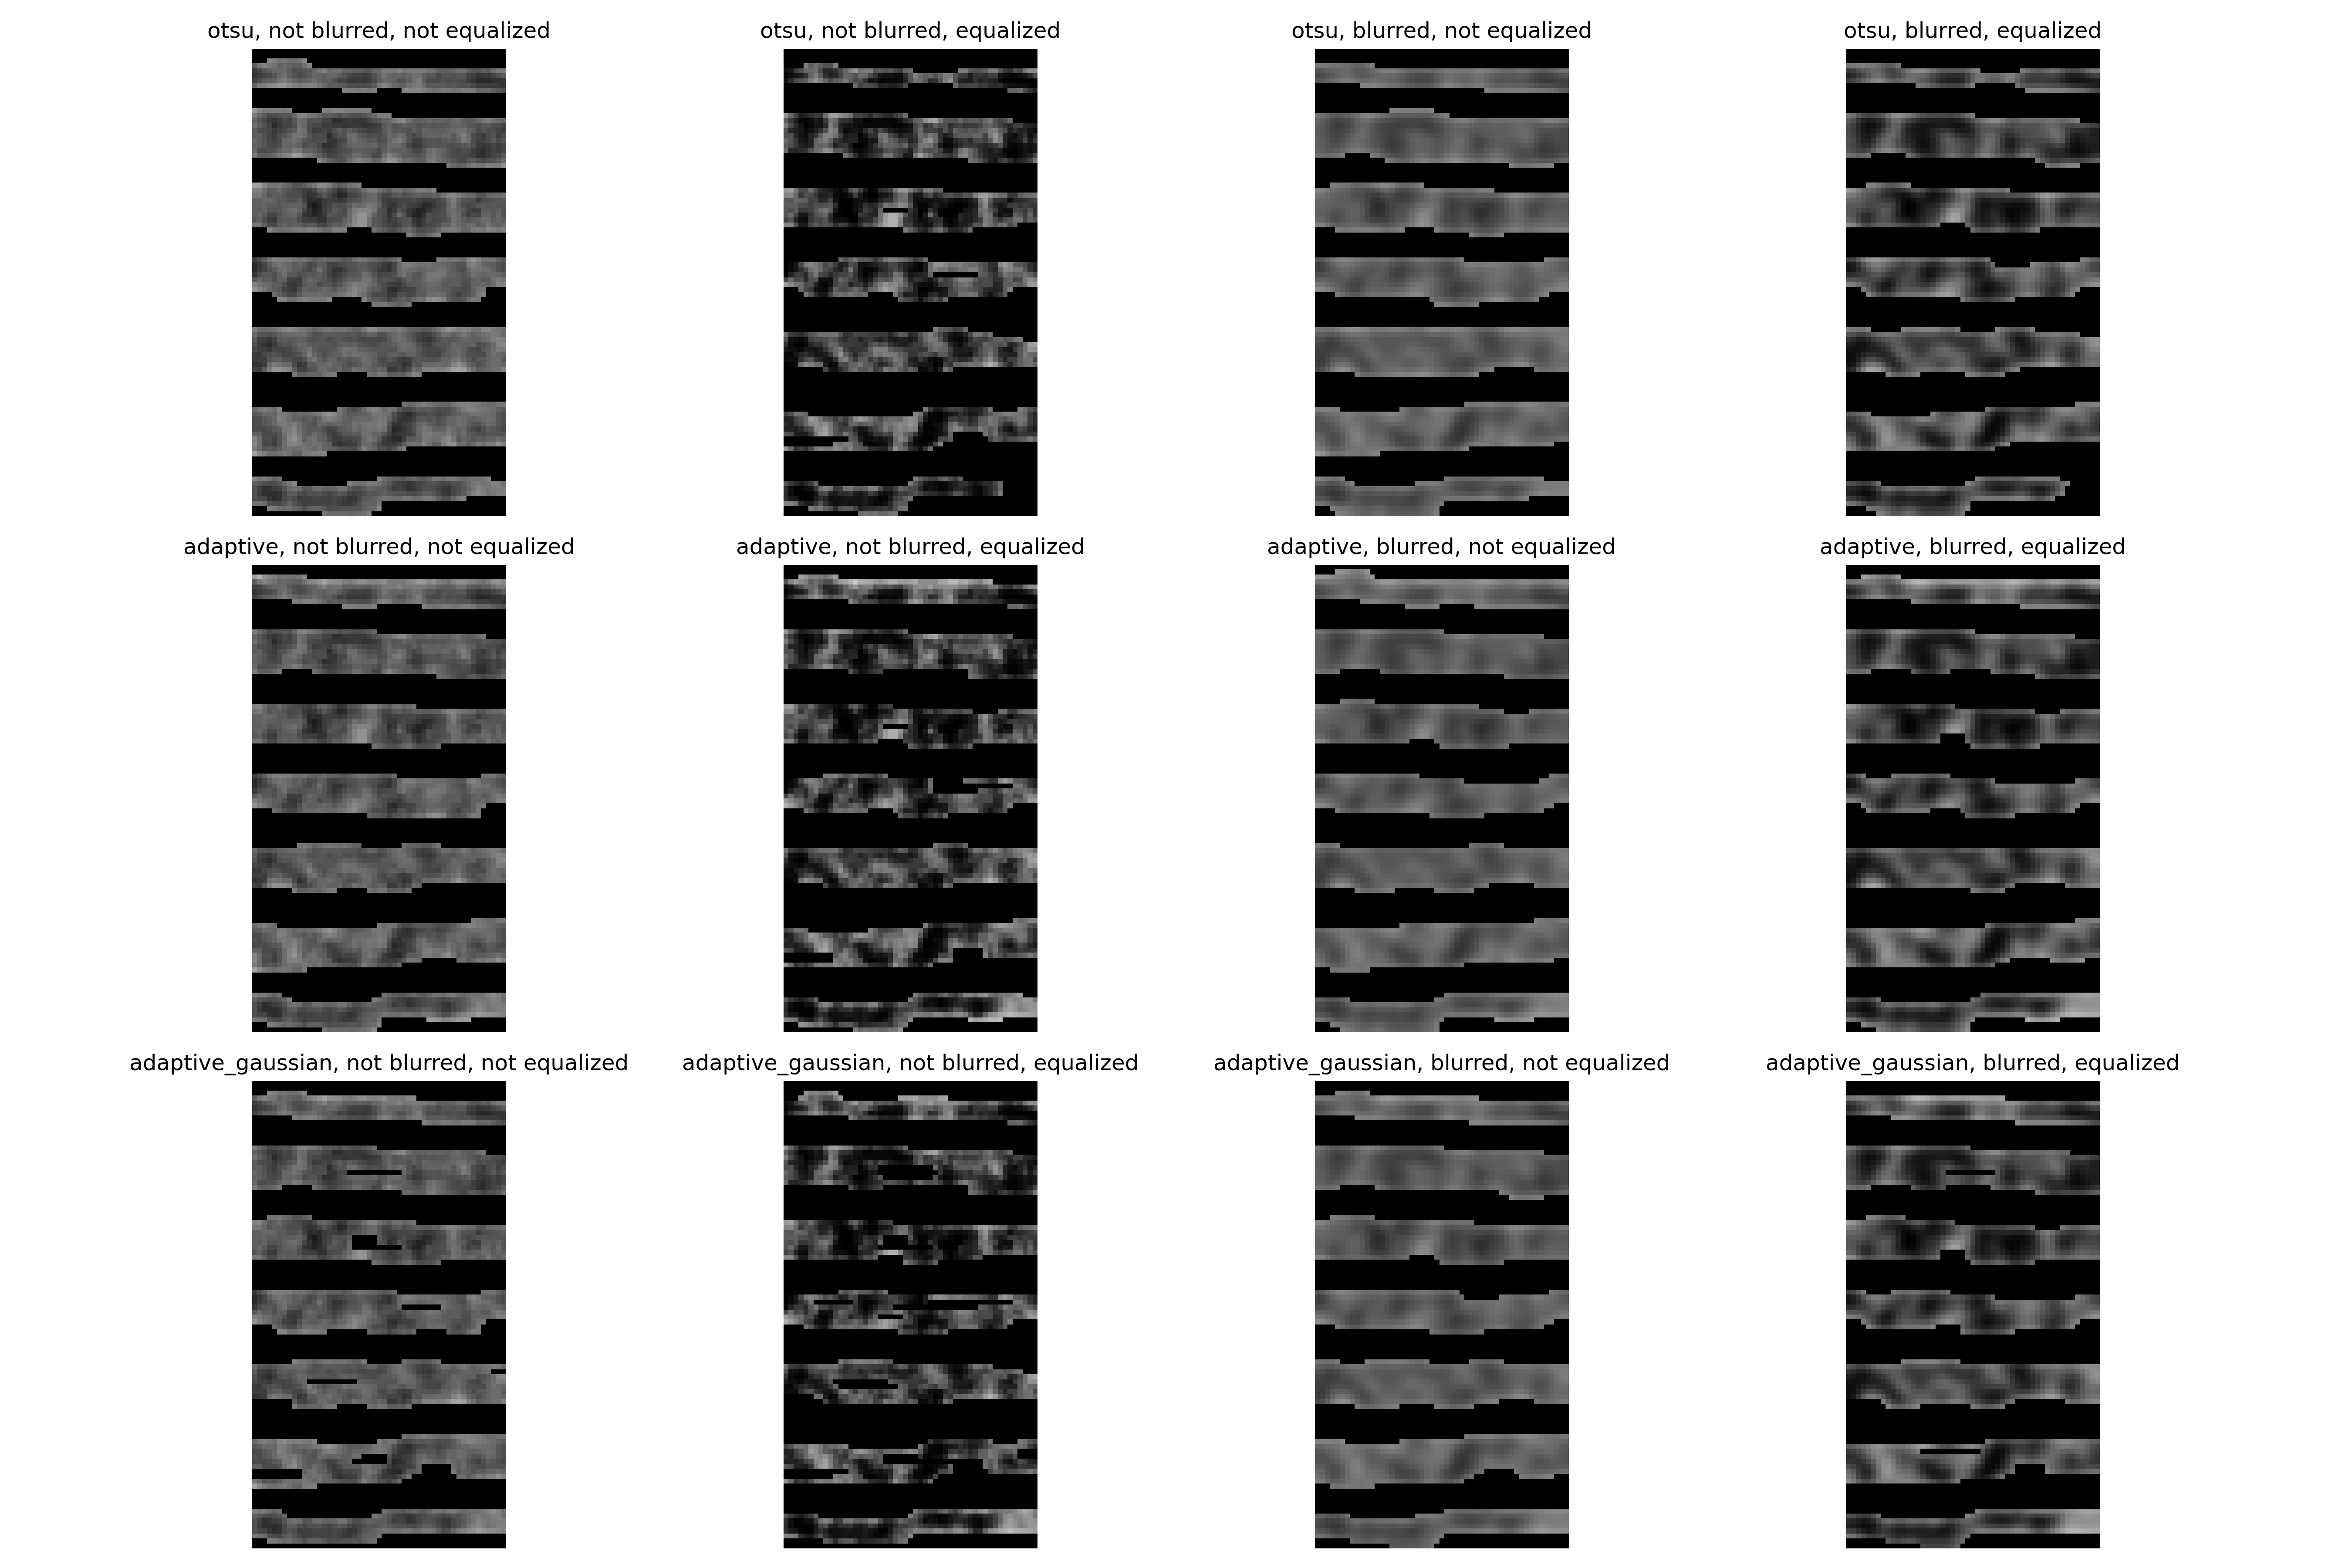 otsu, not blurred, not equalized
otsu, not blurred, equalized
otsu, blurred, not equalized
otsu, blurred, equalized
adaptive, not blurred, not equalized
adaptive, not blurred, equalized
adaptive, blurred, not equalized
adaptive, blurred, equalized
adaptive_gaussian, not blurred, not equalized
adaptive_gaussian, not blurred, equalized
adaptive_gaussian, blurred, not equalized
adaptive_gaussian, blurred, equalized